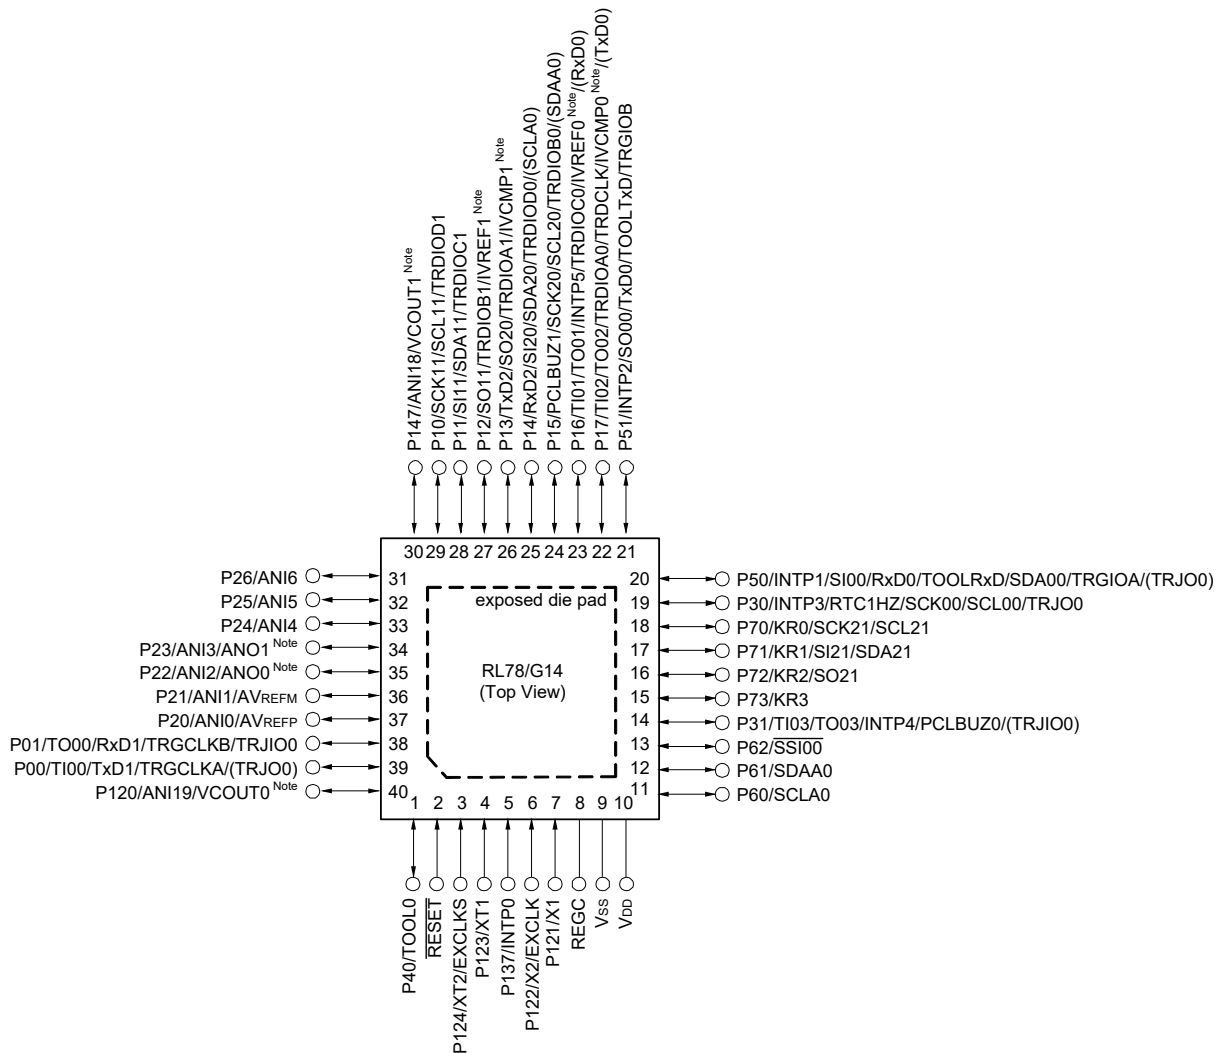 P147/ANI18/VCOUT1 Note
P10/SCK11/SCL11/TRDIOD1
P11/SI11/SDA11/TRDIOC1
P12/SO11/TRDIOB1/IVREF1 Note
P13/TxD2/SO20/TRDIOA1/IVCMP1 Note
P14/RxD2/SI20/SDA20/TRDIOD0/(SCLA0)
P15/PCLBUZ1/SCK20/SCL20/TRDIOB0/(SDAA0)
P16/TI01/TO01/INTP5/TRDIOC0/IVREF0 Note/(RxD0)
P17/TI02/TO02/TRDIOA0/TRDCLK/IVCMP0 Note/(TxD0)
P51/INTP2/SO00/TxD0/TOOLTxD/TRGIOB
30 29 28 27 26 25 24 23 22 21
P26/ANI6 31
P25/ANI5 32
P24/ANI4 33
P23/ANI3/ANO1 Note 34
P22/ANI2/ANO0 Note 35
P21/ANI1/AVREFM 36
P20/ANI0/AVREFP 37
P01/TO00/RxD1/TRGCLKB/TRJIO0 38
P00/TI00/TxD1/TRGCLKA/(TRJO0) 39
P120/ANI19/VCOUT0 Note 40
exposed die pad
RL78/G14
(Top View)
20 P50/INTP1/SI00/RxD0/TOOLRxD/SDA00/TRGIOA/(TRJO0)
19 P30/INTP3/RTC1HZ/SCK00/SCL00/TRJO0
18 P70/KR0/SCK21/SCL21
17 P71/KR1/SI21/SDA21
16 P72/KR2/SO21
15 P73/KR3
14 P31/TI03/TO03/INTP4/PCLBUZ0/(TRJIO0)
13 P62/SSI00
12 P61/SDAA0
11 P60/SCLA0
1 2 3 4 5 6 7 8 9 10
P40/TOOL0
RESET
P124/XT2/EXCLKS
P123/XT1
P137/INTP0
P122/X2/EXCLK
P121/X1
REGC
VSS
VDD